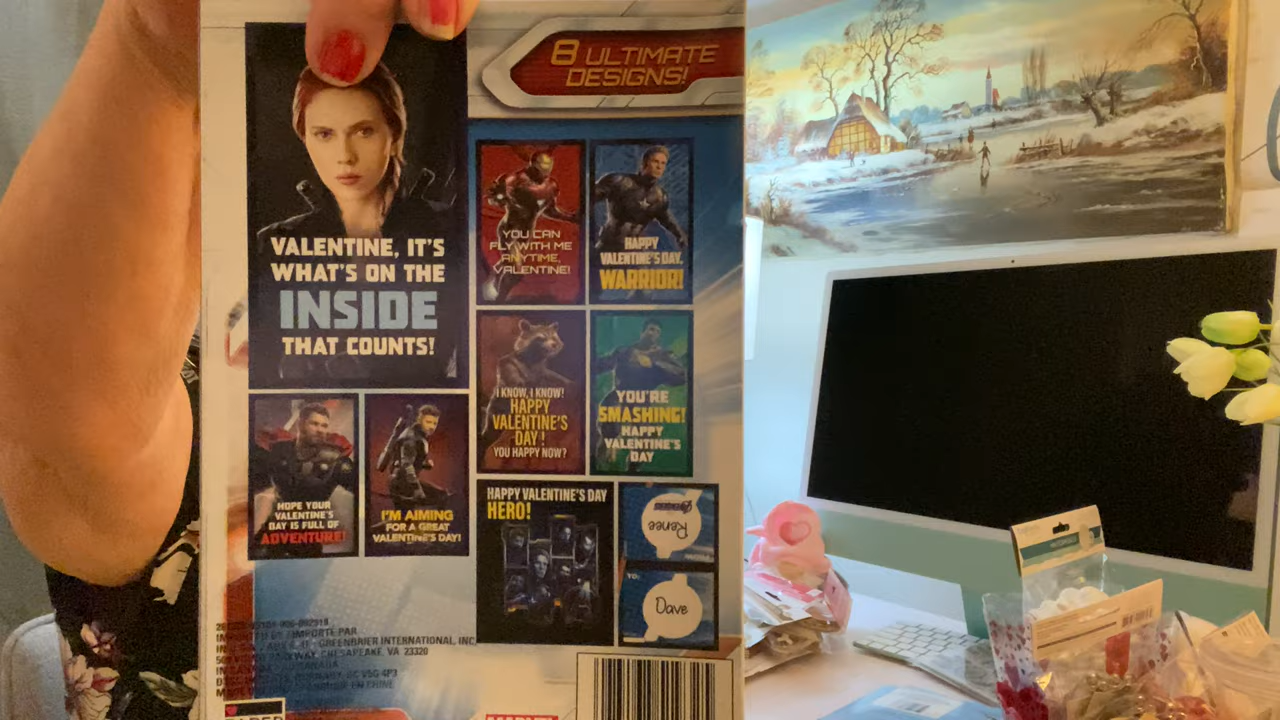 8 ULTIMATE
DESIGNS!
VALENTINE, IT'S
WHAT'S ON THE
INSIDE
THAT COUNTS!
YOU CAN
FLY WITH ME
ANYTIME,
VALENTINE!
HAPPY
VALENTINE'S DAY,
WARRIOR!
I KNOW, I KNOW!
HAPPY
VALENTINE'S
DAY!
YOU HAPPY NOW?
YOU'RE
SMASHING!
HAPPY
VALENTINE'S
DAY
HOPE YOUR
VALENTINE'S
DAY IS FULL OF
ADVENTURE!
I'M AIMING
FOR A GREAT
VALENTINE'S DAY!
HAPPY VALENTINE'S DAY
HERO!
Renee
Dave
IMPORTE PAR
GREENBRIER INTERNATIONAL, INC.
CHESAPEAKE, VA 23320